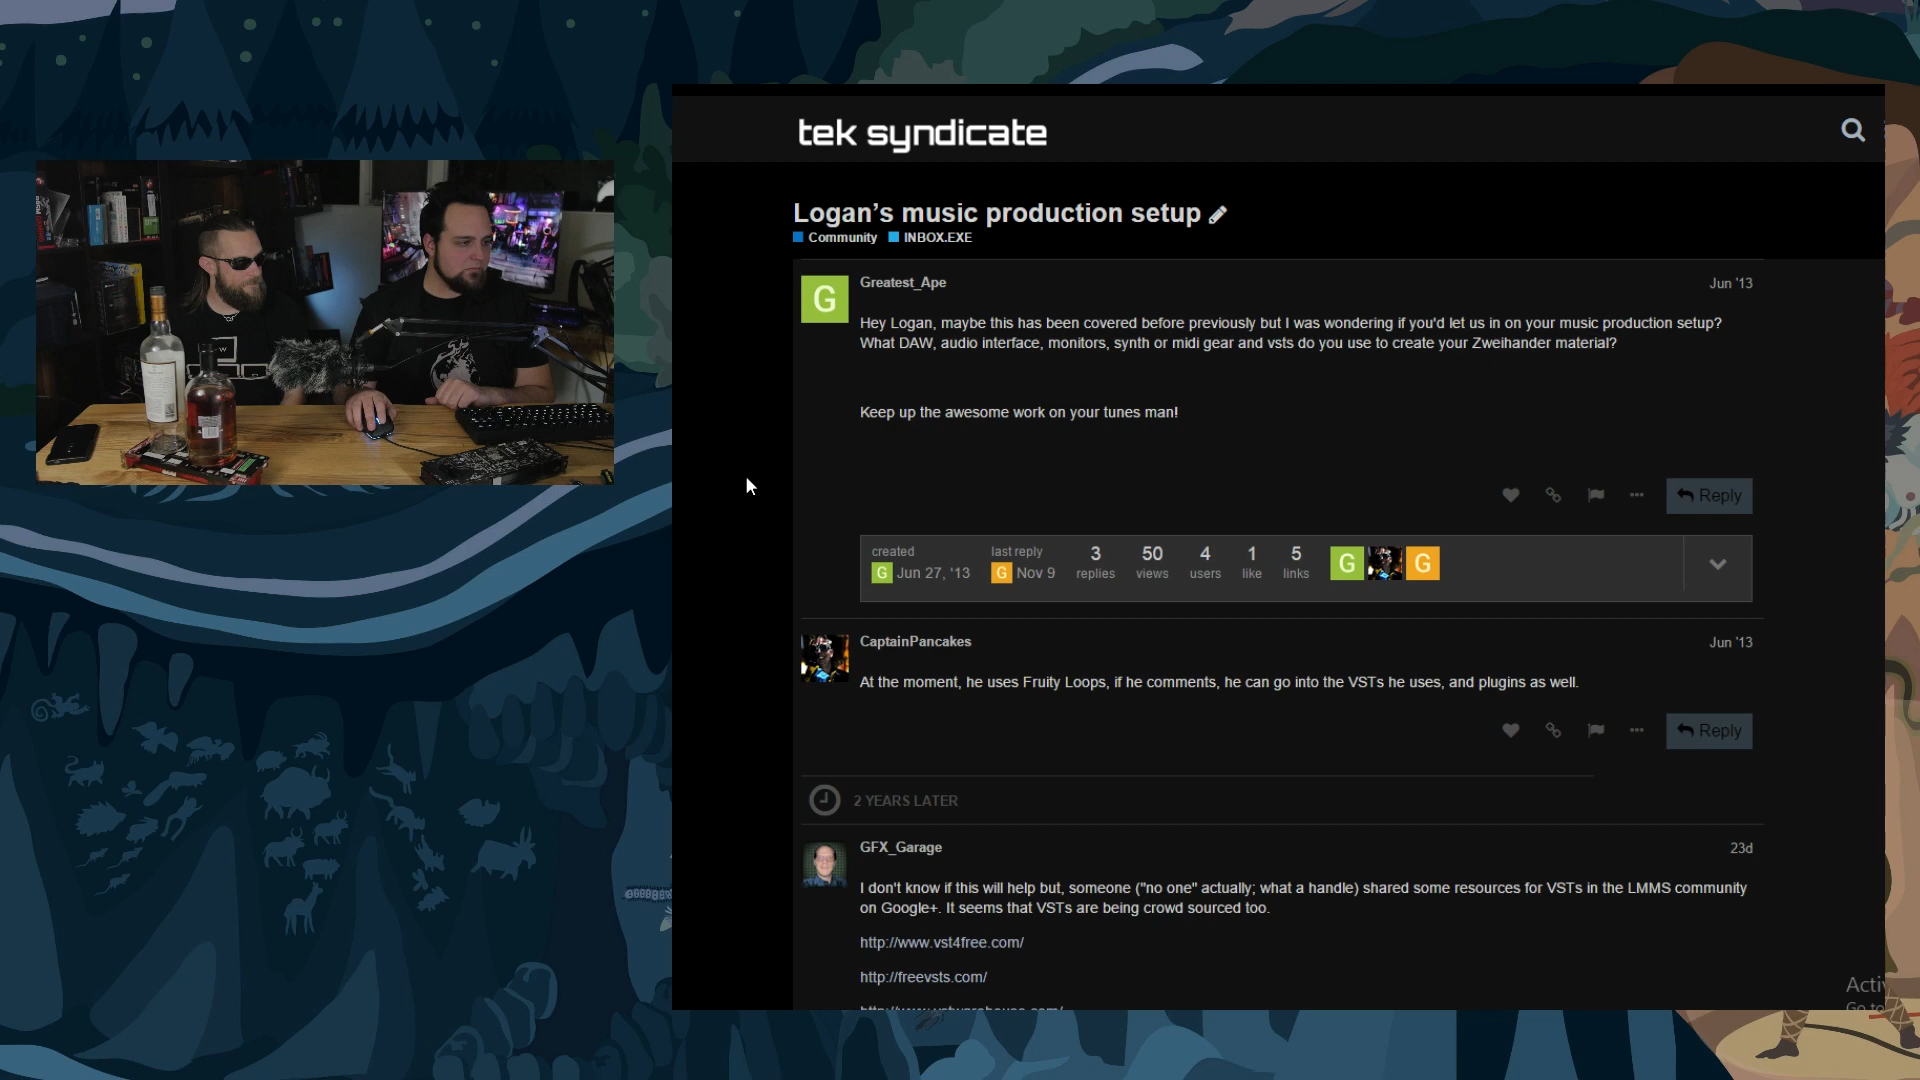 tek syndicate
Logan’s music production setup
Community INBOX.EXE
G
Greatest_Ape
Jun '13
Hey Logan, maybe this has been covered before previously but I was wondering if you'd let us in on your music production setup?
What DAW, audio interface, monitors, synth or midi gear and vsts do you use to create your Zweihander material?
Keep up the awesome work on your tunes man!
Reply
created last reply 3 50 4 1 5
G Jun 27, '13 G Nov 9 replies views users like links G G
CaptainPancakes
Jun '13
At the moment, he uses Fruity Loops, if he comments, he can go into the VSTs he uses, and plugins as well.
Reply
2 YEARS LATER
GFX_Garage
23d
I don't know if this will help but, someone ("no one" actually; what a handle) shared some resources for VSTs in the LMMS community
on Google+. It seems that VSTs are being crowd sourced too.
http://www.vst4free.com/
http://freevsts.com/
Acti
Go to